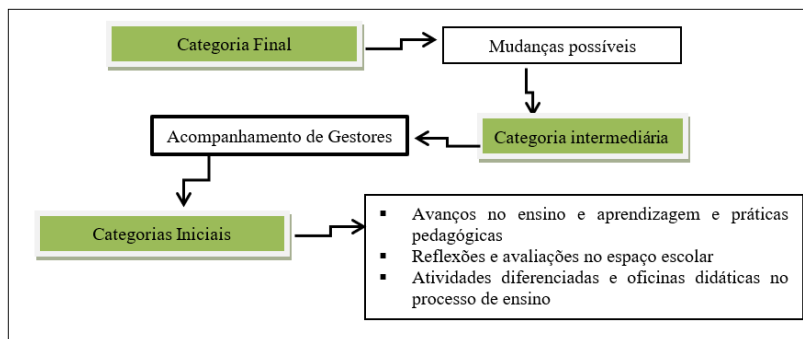 Categoria Final
Mudanças possíveis
Acompanhamento de Gestores
Categoria intermediária
Categorias Iniciais
▪ Avanços no ensino e aprendizagem e práticas
pedagógicas
▪ Reflexões e avaliações no espaço escolar
▪ Atividades diferenciadas e oficinas didáticas no
processo de ensino